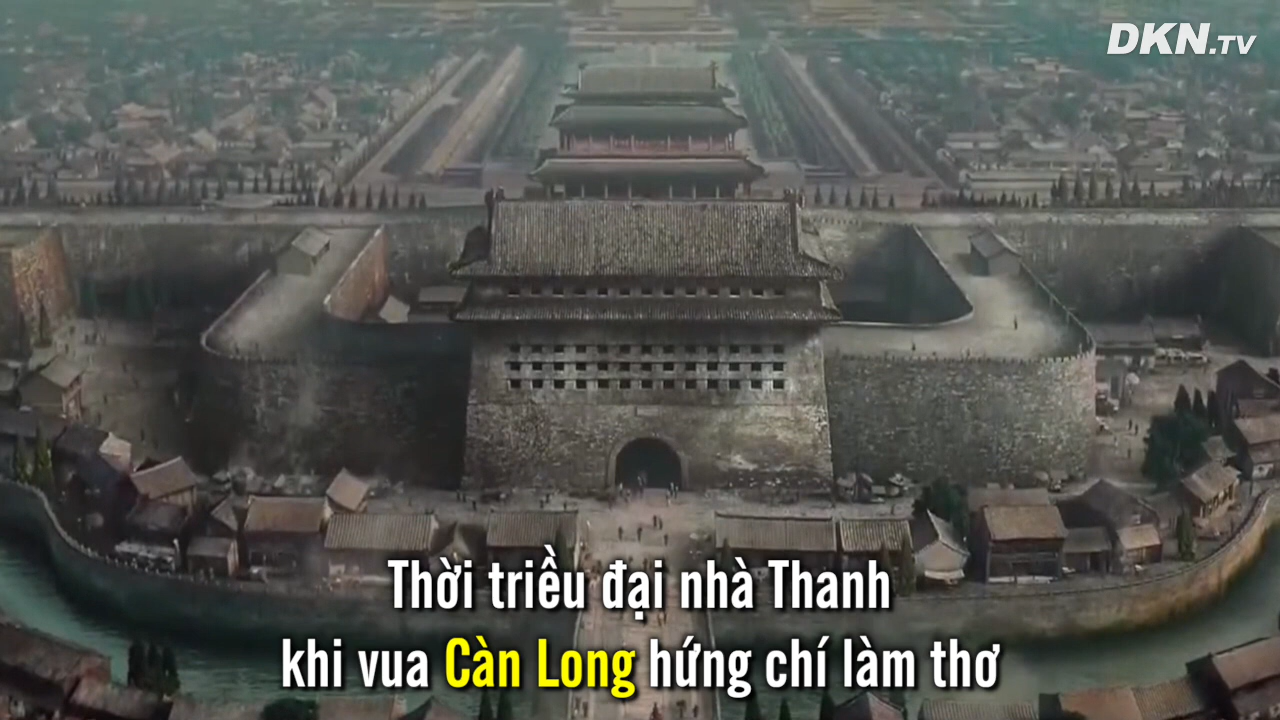 DKN.TV
Thời triều đại nhà Thanh
khi vua Càn Long hứng chí làm thơ